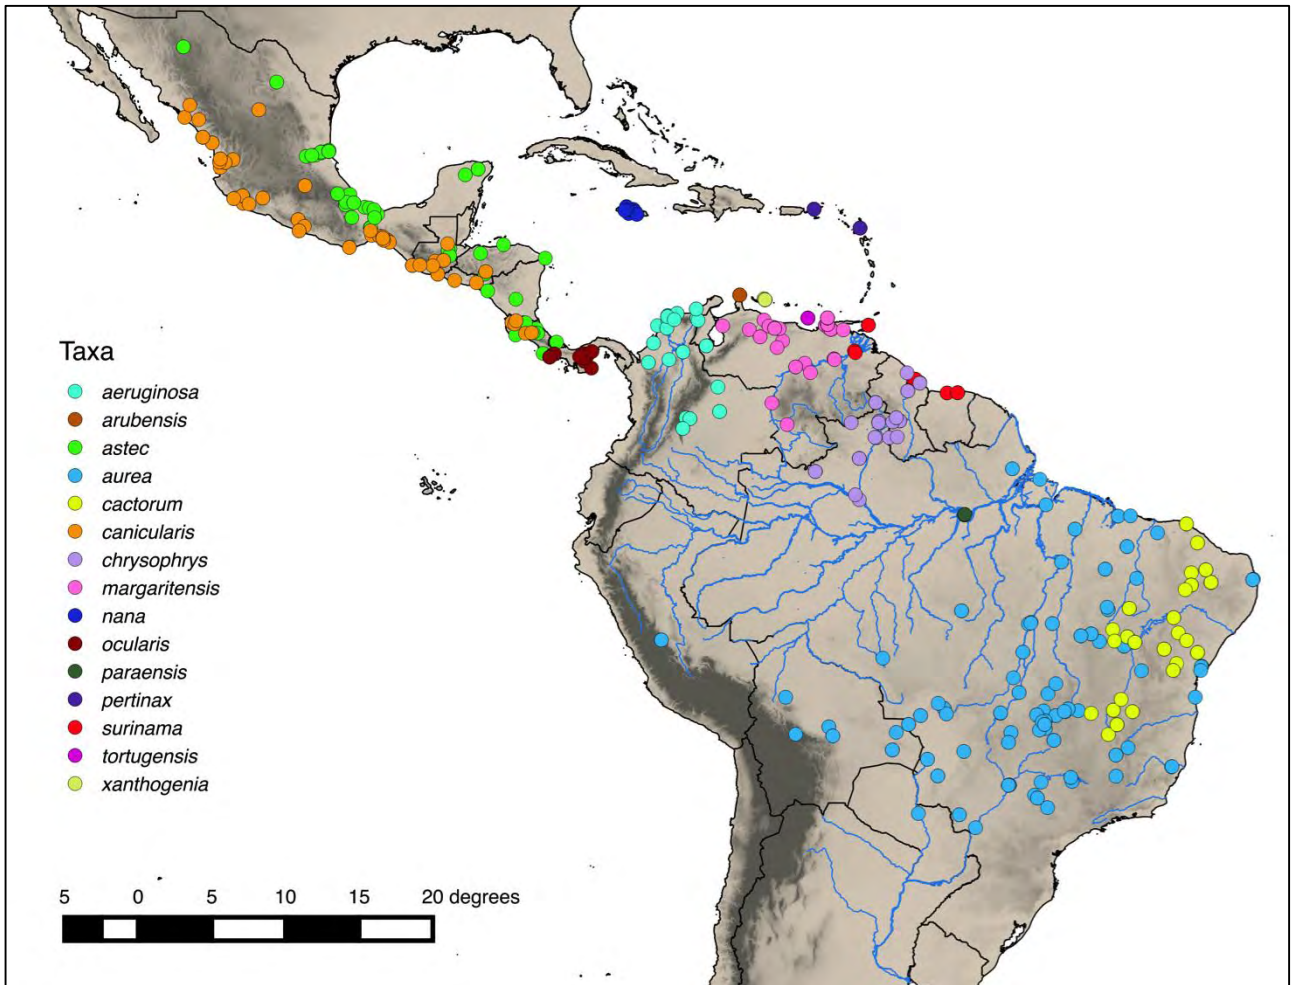 Taxa
aeruginosa
arubensis
astec
aurea
cactorum
canicularis
chrysophrys
margaritensis
nana
ocularis
paraensis
pertinax
surinama
tortugensis
xanthogenia
5 0 5 10 15 20 degrees